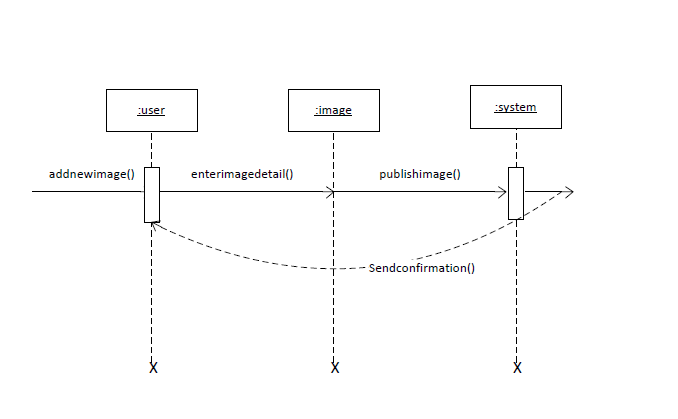 :user
:image
:system
addnewimage()
enterimagedetail()
publishimage()
Sendconfirmation()
X
X
X